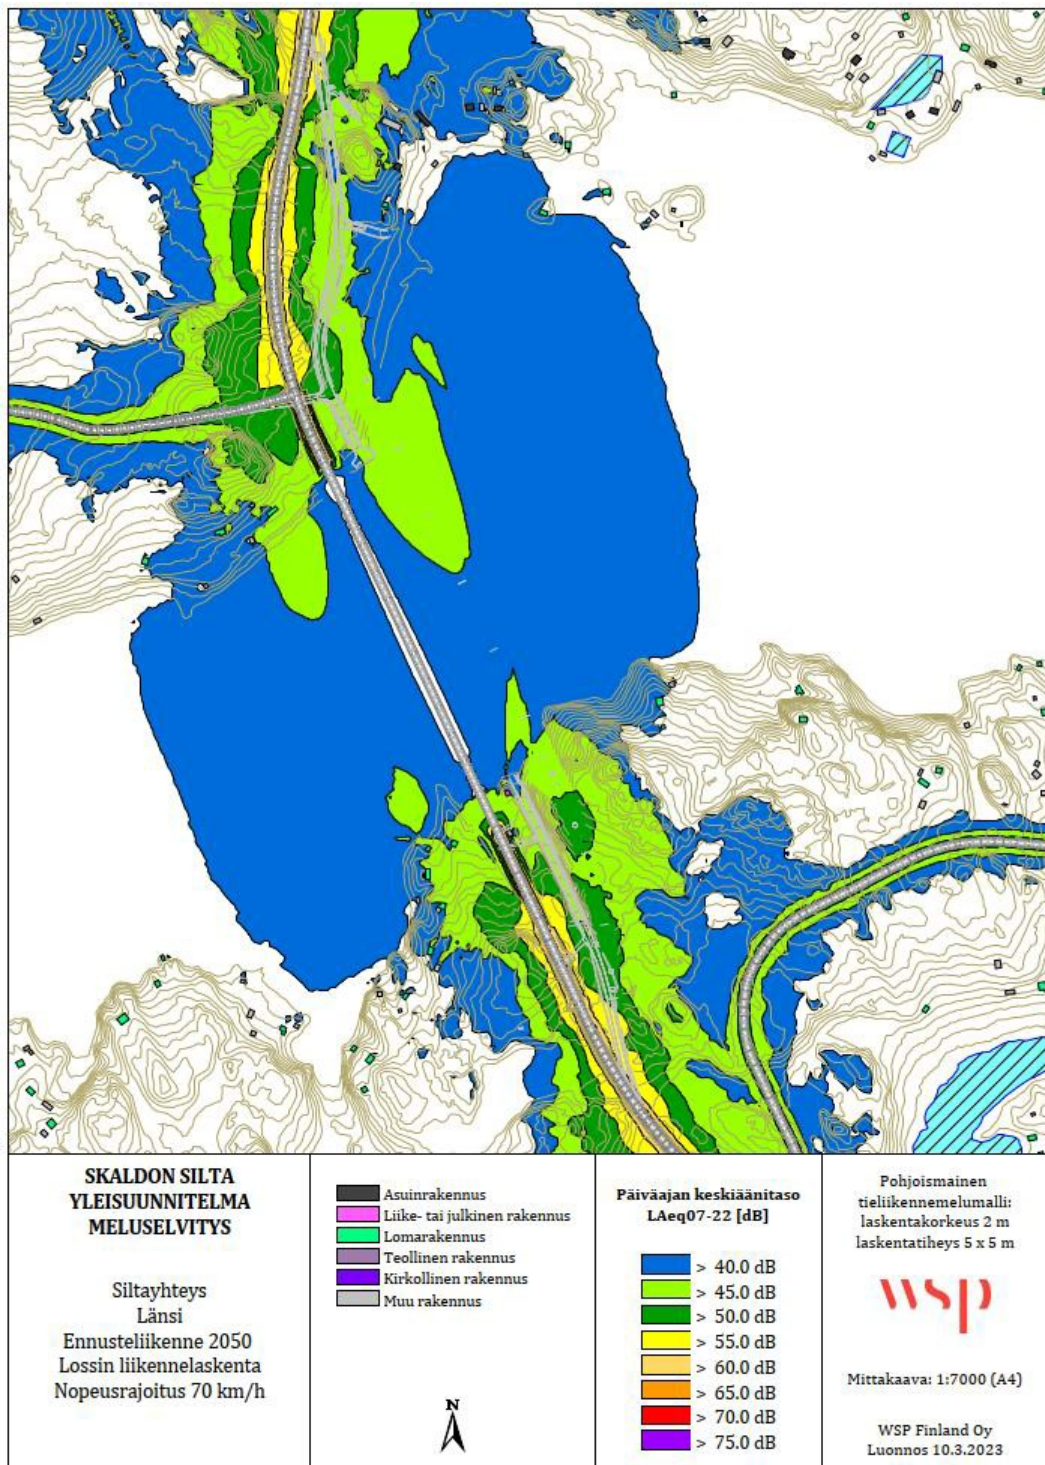 SKALDON SILTA
YLEISUUNNITELMA
MELUSELVITYS
Siltayhteys
Länsi
Ennusteliikenne 2050
Lossin liikennelaskenta
Nopeusrajoitus 70 km/h
Asuinrakennus
Liike- tai julkinen rakennus
Lomarakennus
Teollinen rakennus
Kirkollinen rakennus
Muu rakennus
N
Päiväajan keskiäänitaso
LAeq07-22 [dB]
> 40.0 dB
> 45.0 dB
> 50.0 dB
> 55.0 dB
> 60.0 dB
> 65.0 dB
> 70.0 dB
> 75.0 dB
Pohjoismainen
tieliikennemelumalli:
laskentakorkeus 2 m
laskentatiheys 5 x 5 m
wsp
Mittakaava: 1:7000 (A4)
WSP Finland Oy
Luonnos 10.3.2023